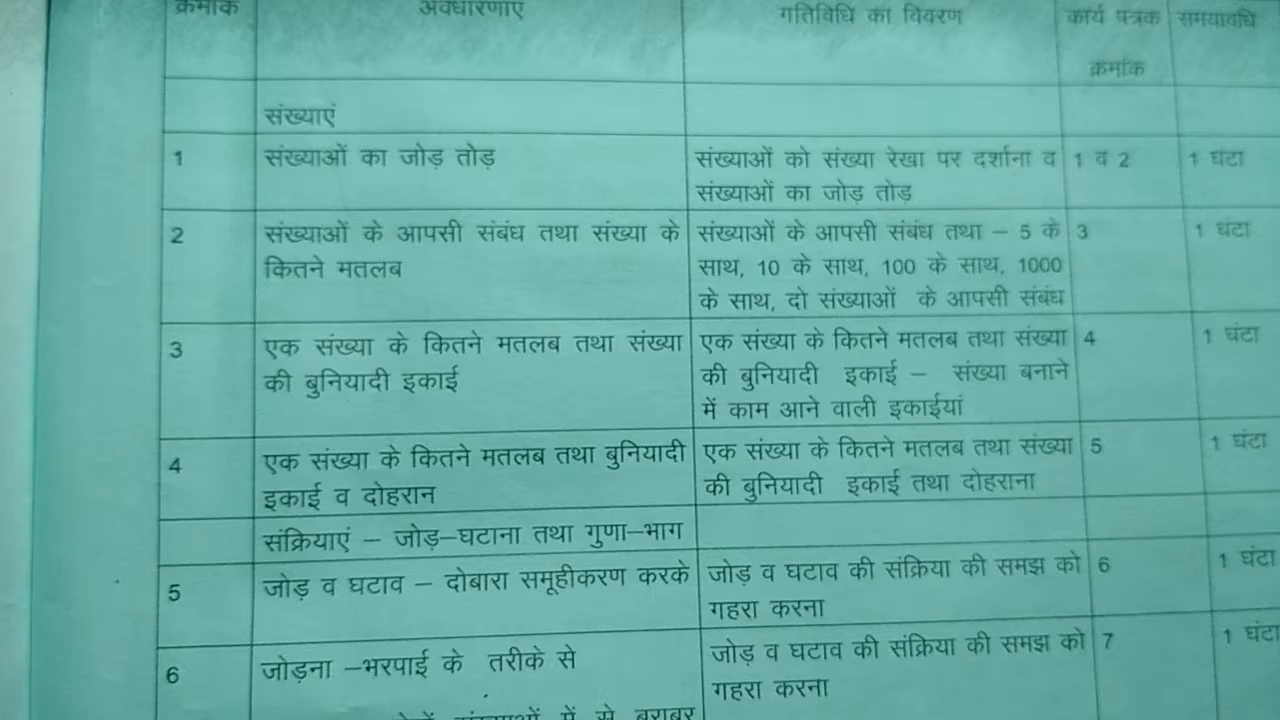 क्रमांक अवधारणाएं गतिविधि का विवरण कार्य पत्रक समयावधि
क्रमांक
संख्याएं
1 संख्याओं का जोड़ तोड़ संख्याओं को संख्या रेखा पर दर्शाना व 1 व 2 1 घंटा
संख्याओं का जोड़ तोड़
2 संख्याओं के आपसी संबंध तथा संख्या के संख्याओं के आपसी संबंध तथा – 5 के 3 1 घंटा
कितने मतलब साथ, 10 के साथ, 100 के साथ, 1000
के साथ, दो संख्याओं के आपसी संबंध
3 एक संख्या के कितने मतलब तथा संख्या एक संख्या के कितने मतलब तथा संख्या 4 1 घंटा
की बुनियादी इकाई की बुनियादी इकाई – संख्या बनाने
में काम आने वाली इकाईयां
4 एक संख्या के कितने मतलब तथा बुनियादी एक संख्या के कितने मतलब तथा संख्या 5 1 घंटा
इकाई व दोहरान की बुनियादी इकाई तथा दोहराना
संक्रियाएं – जोड़–घटाना तथा गुणा–भाग
5 जोड़ व घटाव – दोबारा समूहीकरण करके जोड़ व घटाव की संक्रिया की समझ को 6 1 घंटा
गहरा करना
6 जोड़ना –भरपाई के तरीके से जोड़ व घटाव की संक्रिया की समझ को 7 1 घंटा
गहरा करना
संख्याओं में से बराबर